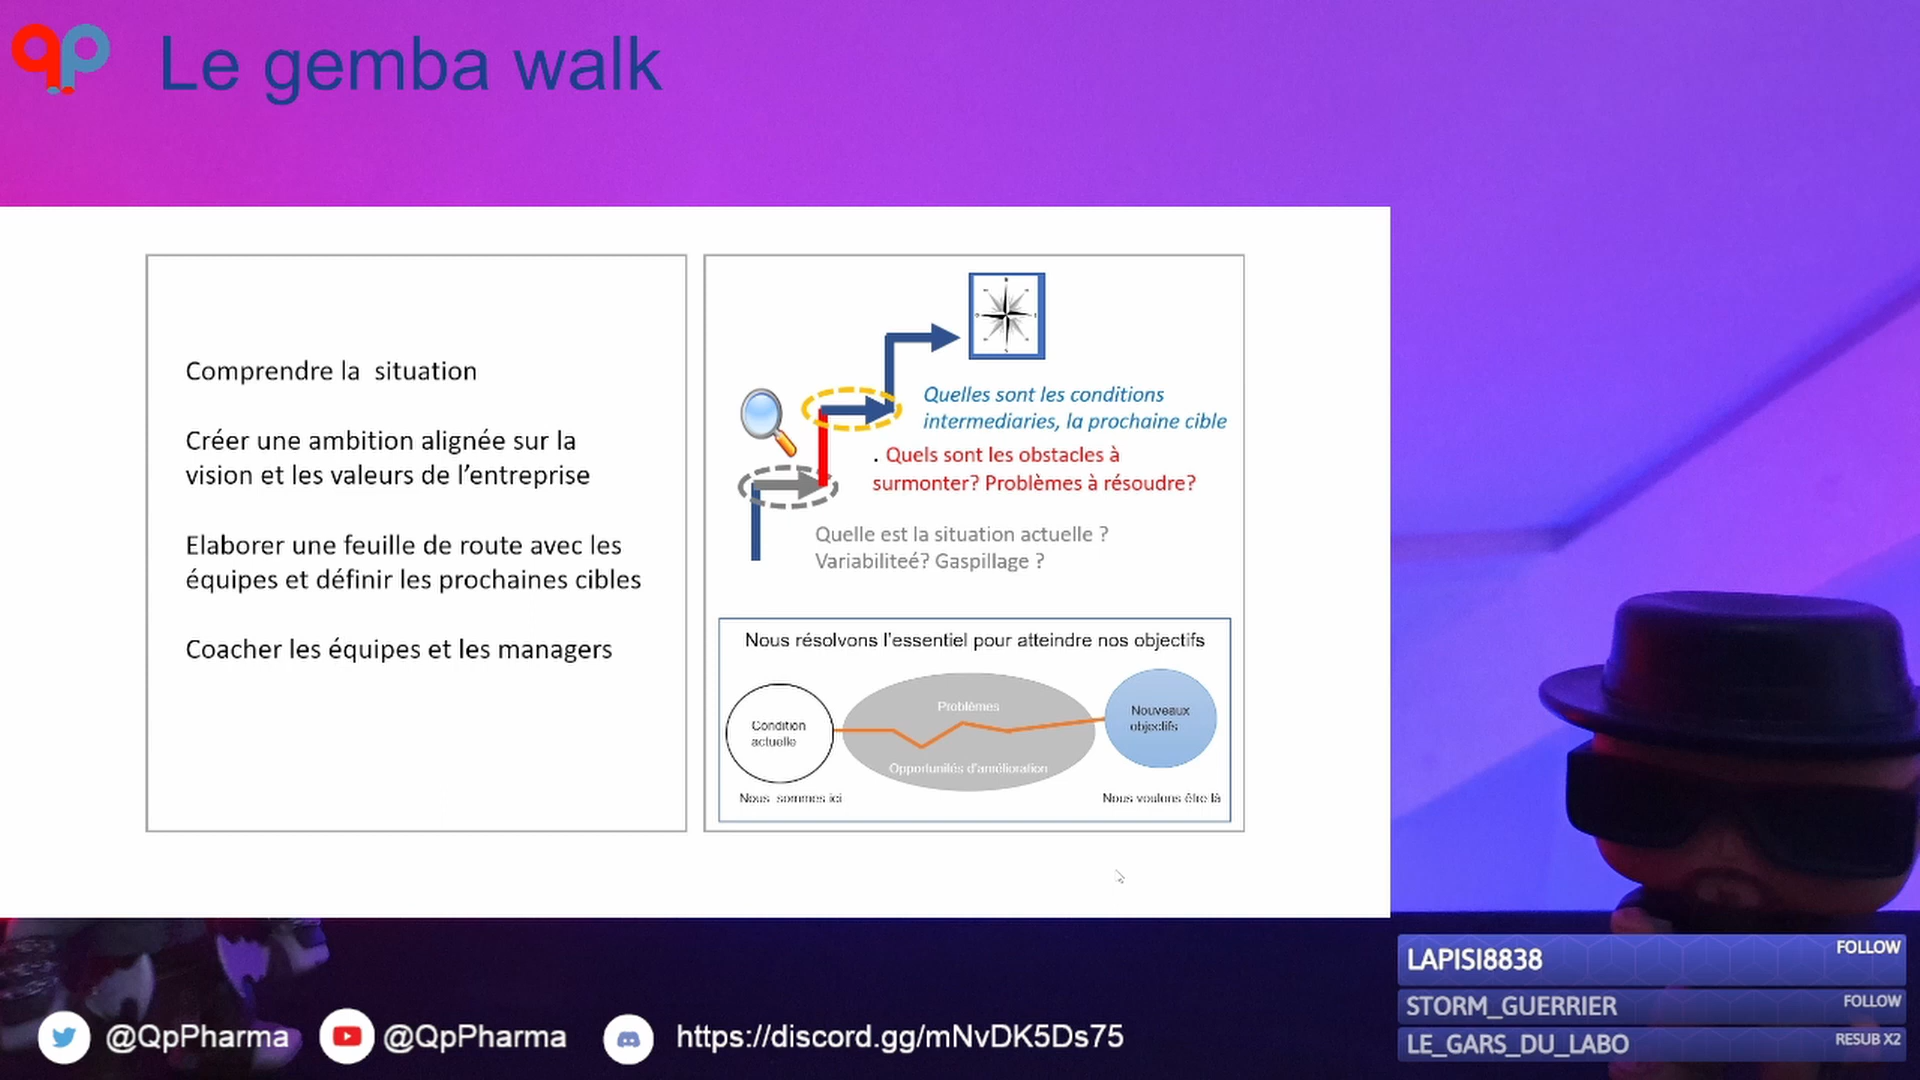 qp
Le gemba walk
Comprendre la situation
Créer une ambition alignée sur la
vision et les valeurs de l'entreprise
Elaborer une feuille de route avec les
équipes et définir les prochaines cibles
Coacher les équipes et les managers
Quelles sont les conditions
intermediaries, la prochaine cible
. Quels sont les obstacles à
surmonter? Problèmes à résoudre?
Quelle est la situation actuelle ?
Variabiliteé? Gaspillage ?
Nous résolvons l'essentiel pour atteindre nos objectifs
Condition
actuelle
Problèmes
Opportunités d'amélioration
Nouveaux
objectifs
Nous sommes ici
Nous voulons être là
LAPISI8838 FOLLOW
STORM_GUERRIER FOLLOW
LE_GARS_DU_LABO RESUB X2
@QpPharma @QpPharma https://discord.gg/mNvDK5Ds75